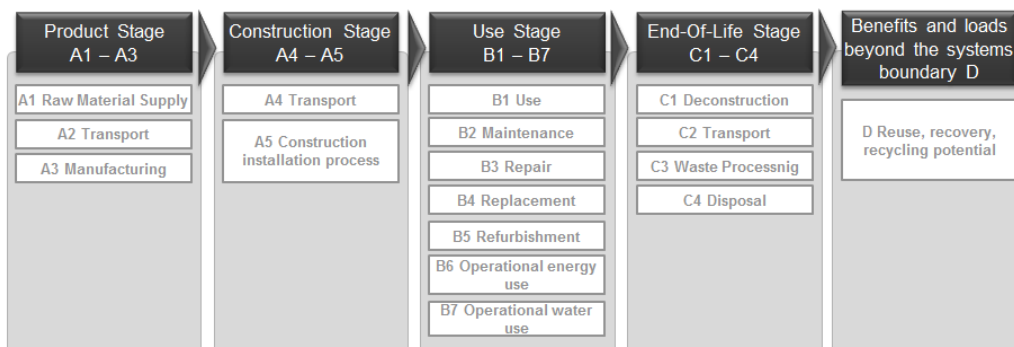 Product Stage
A1 – A3
A1 Raw Material Supply
A2 Transport
A3 Manufacturing
Construction Stage
A4 – A5
A4 Transport
A5 Construction
installation process
Use Stage
B1 – B7
B1 Use
B2 Maintenance
B3 Repair
B4 Replacement
B5 Refurbishment
B6 Operational energy
use
B7 Operational water
use
End-Of-Life Stage
C1 – C4
C1 Deconstruction
C2 Transport
C3 Waste Processnig
C4 Disposal
Benefits and loads
beyond the systems
boundary D
D Reuse, recovery,
recycling potential